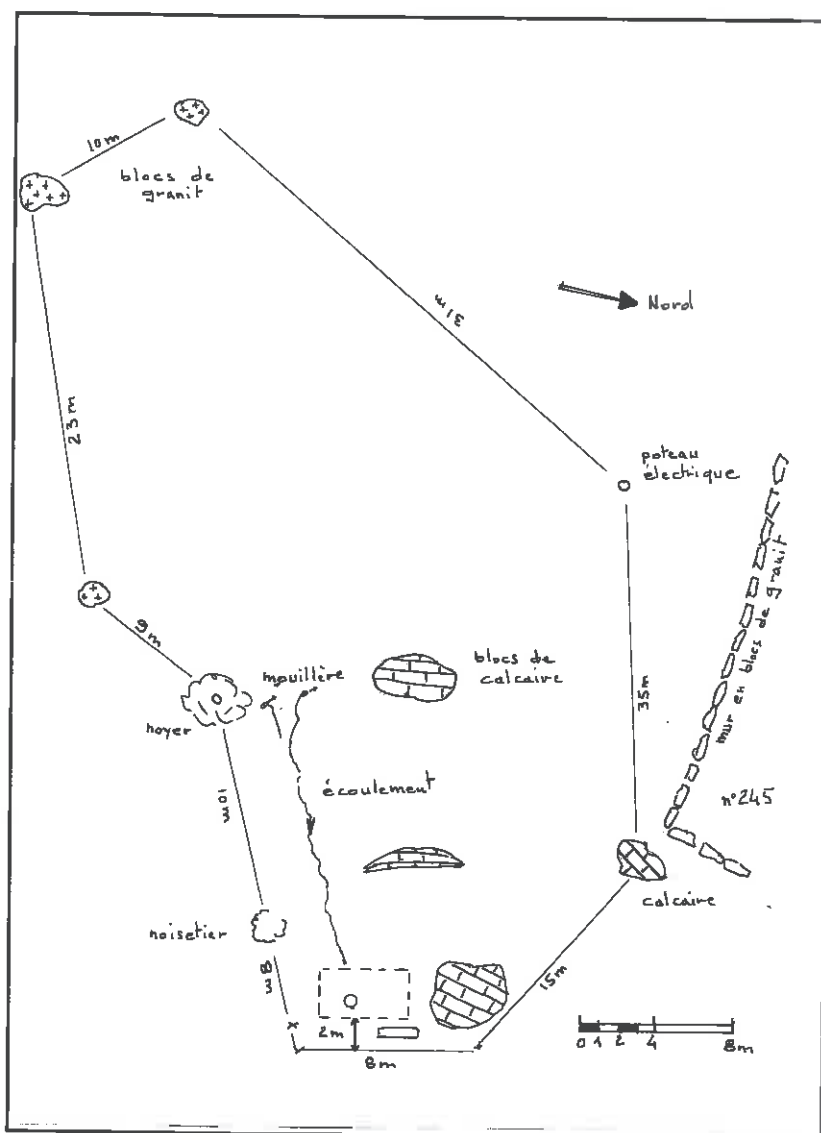 10m
blocs de
granit
31m
Nord
23m
poteau
électrique
mur en blocs de granit
9m
mouillère
blocs de
calcaire
35m
noyer
10m
écoulement
n°245
calcaire
noisetier
8m
15m
2m
8m
0 1 2 4 8m